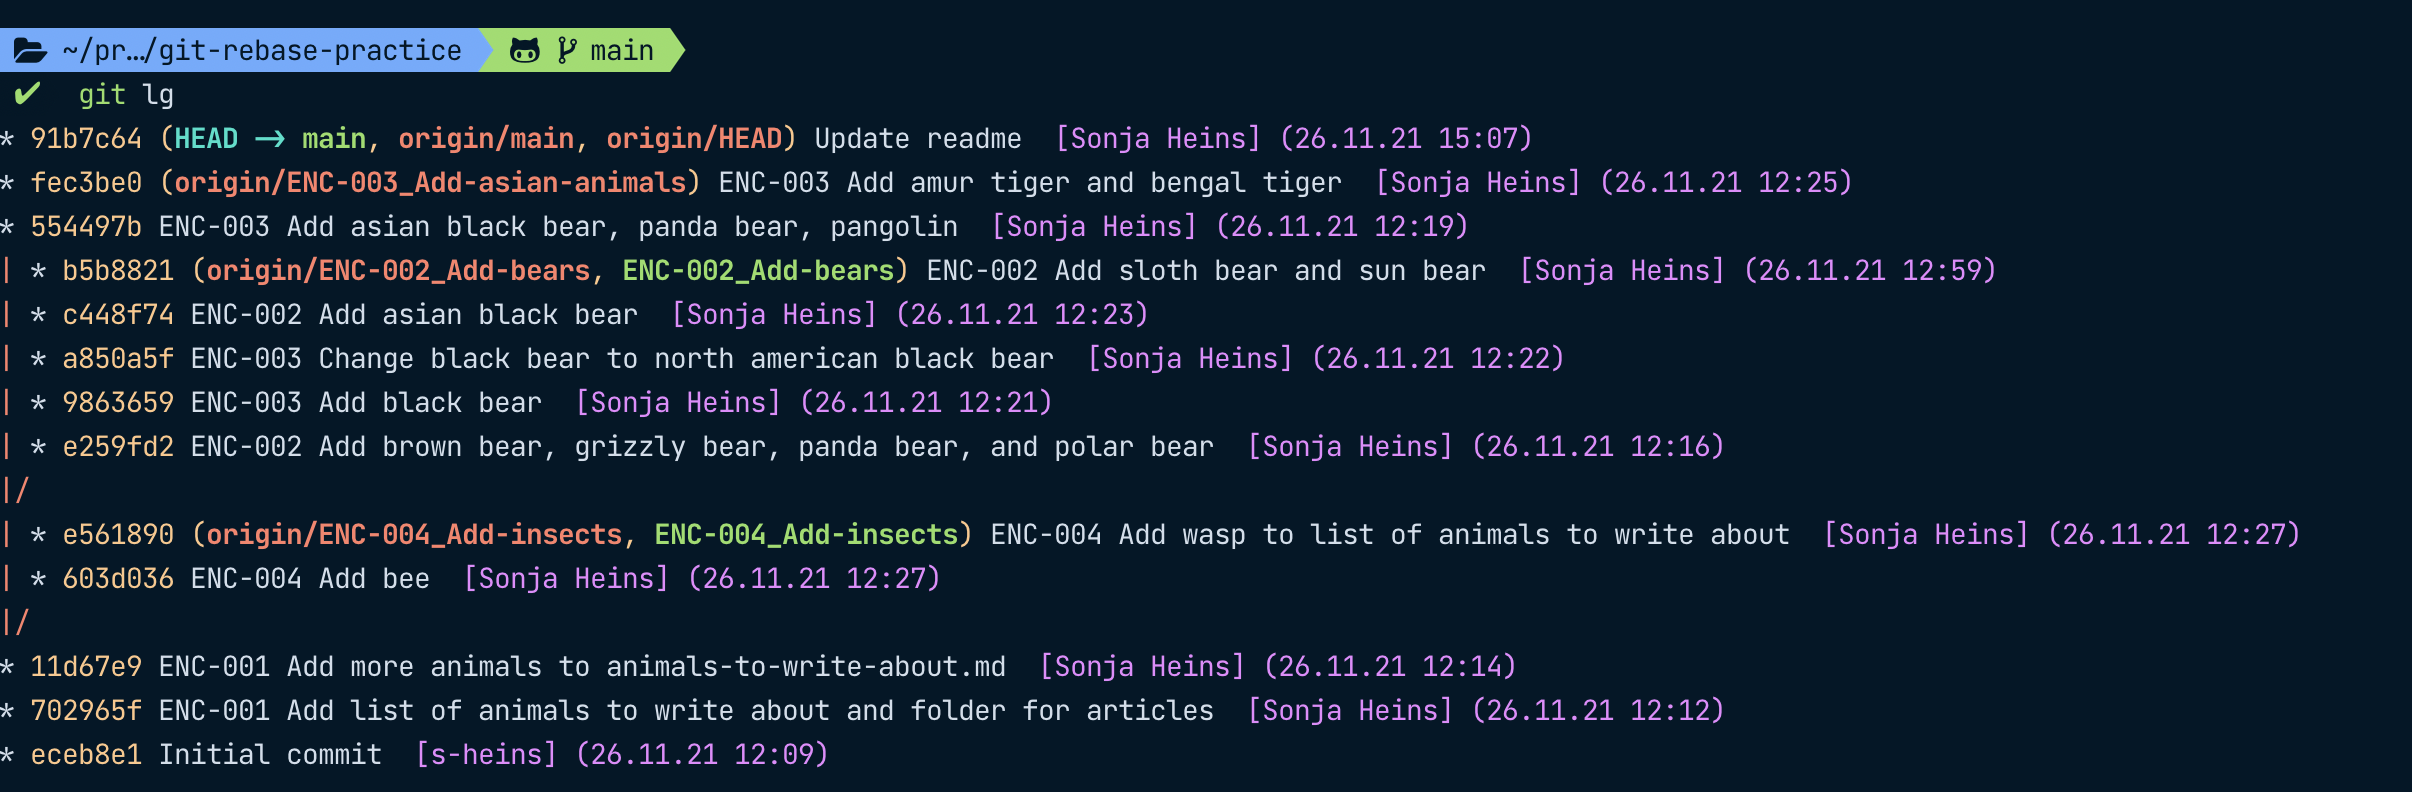 ~/pr…/git-rebase-practice main
✔ git lg
* 91b7c64 (HEAD -> main, origin/main, origin/HEAD) Update readme  [Sonja Heins] (26.11.21 15:07)
* fec3be0 (origin/ENC-003_Add-asian-animals) ENC-003 Add amur tiger and bengal tiger  [Sonja Heins] (26.11.21 12:25)
* 554497b ENC-003 Add asian black bear, panda bear, pangolin  [Sonja Heins] (26.11.21 12:19)
| * b5b8821 (origin/ENC-002_Add-bears, ENC-002_Add-bears) ENC-002 Add sloth bear and sun bear  [Sonja Heins] (26.11.21 12:59)
| * c448f74 ENC-002 Add asian black bear  [Sonja Heins] (26.11.21 12:23)
| * a850a5f ENC-003 Change black bear to north american black bear  [Sonja Heins] (26.11.21 12:22)
| * 9863659 ENC-003 Add black bear  [Sonja Heins] (26.11.21 12:21)
| * e259fd2 ENC-002 Add brown bear, grizzly bear, panda bear, and polar bear  [Sonja Heins] (26.11.21 12:16)
|/
| * e561890 (origin/ENC-004_Add-insects, ENC-004_Add-insects) ENC-004 Add wasp to list of animals to write about  [Sonja Heins] (26.11.21 12:27)
| * 603d036 ENC-004 Add bee  [Sonja Heins] (26.11.21 12:27)
|/
* 11d67e9 ENC-001 Add more animals to animals-to-write-about.md  [Sonja Heins] (26.11.21 12:14)
* 702965f ENC-001 Add list of animals to write about and folder for articles  [Sonja Heins] (26.11.21 12:12)
* eceb8e1 Initial commit  [s-heins] (26.11.21 12:09)